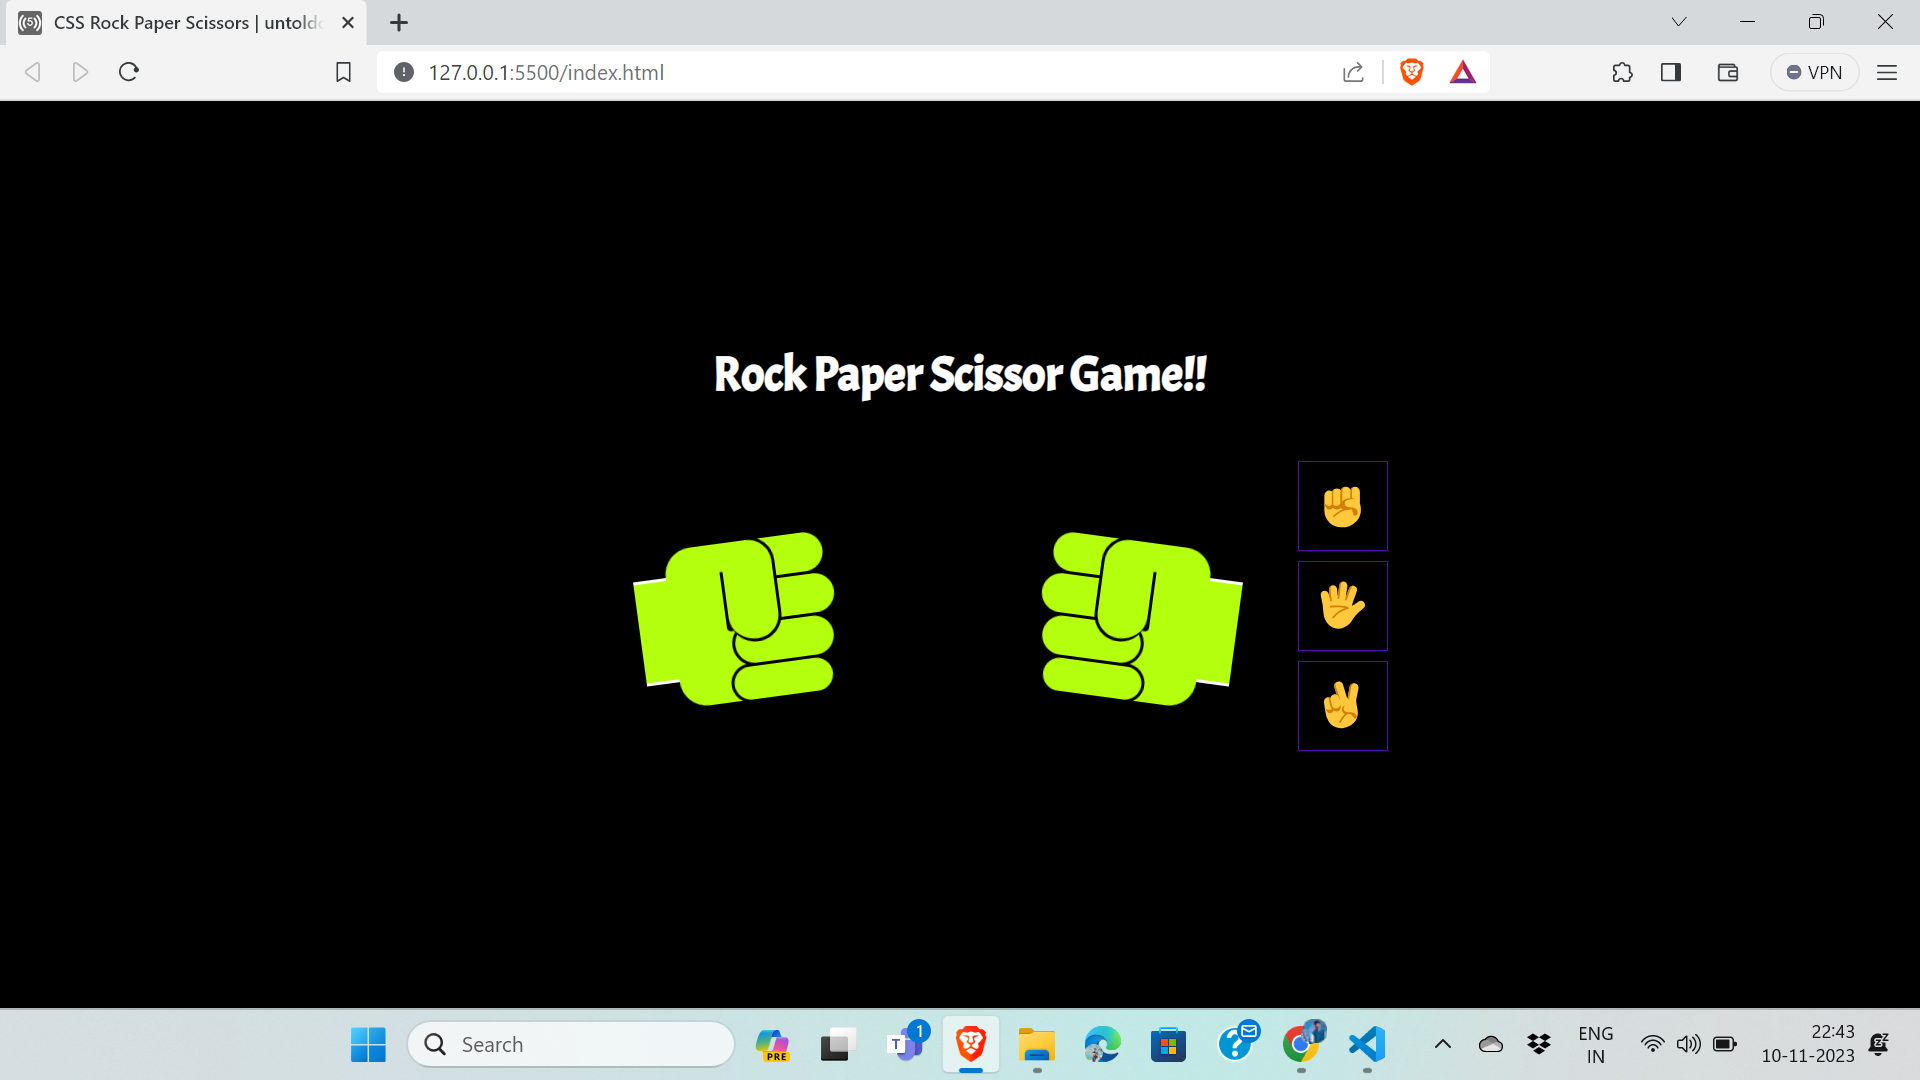 CSS Rock Paper Scissors | untold
127.0.0.1:5500/index.html
VPN
Rock Paper Scissor Game!!
Search
PRE
T
1
ENG
IN
22:43
10-11-2023